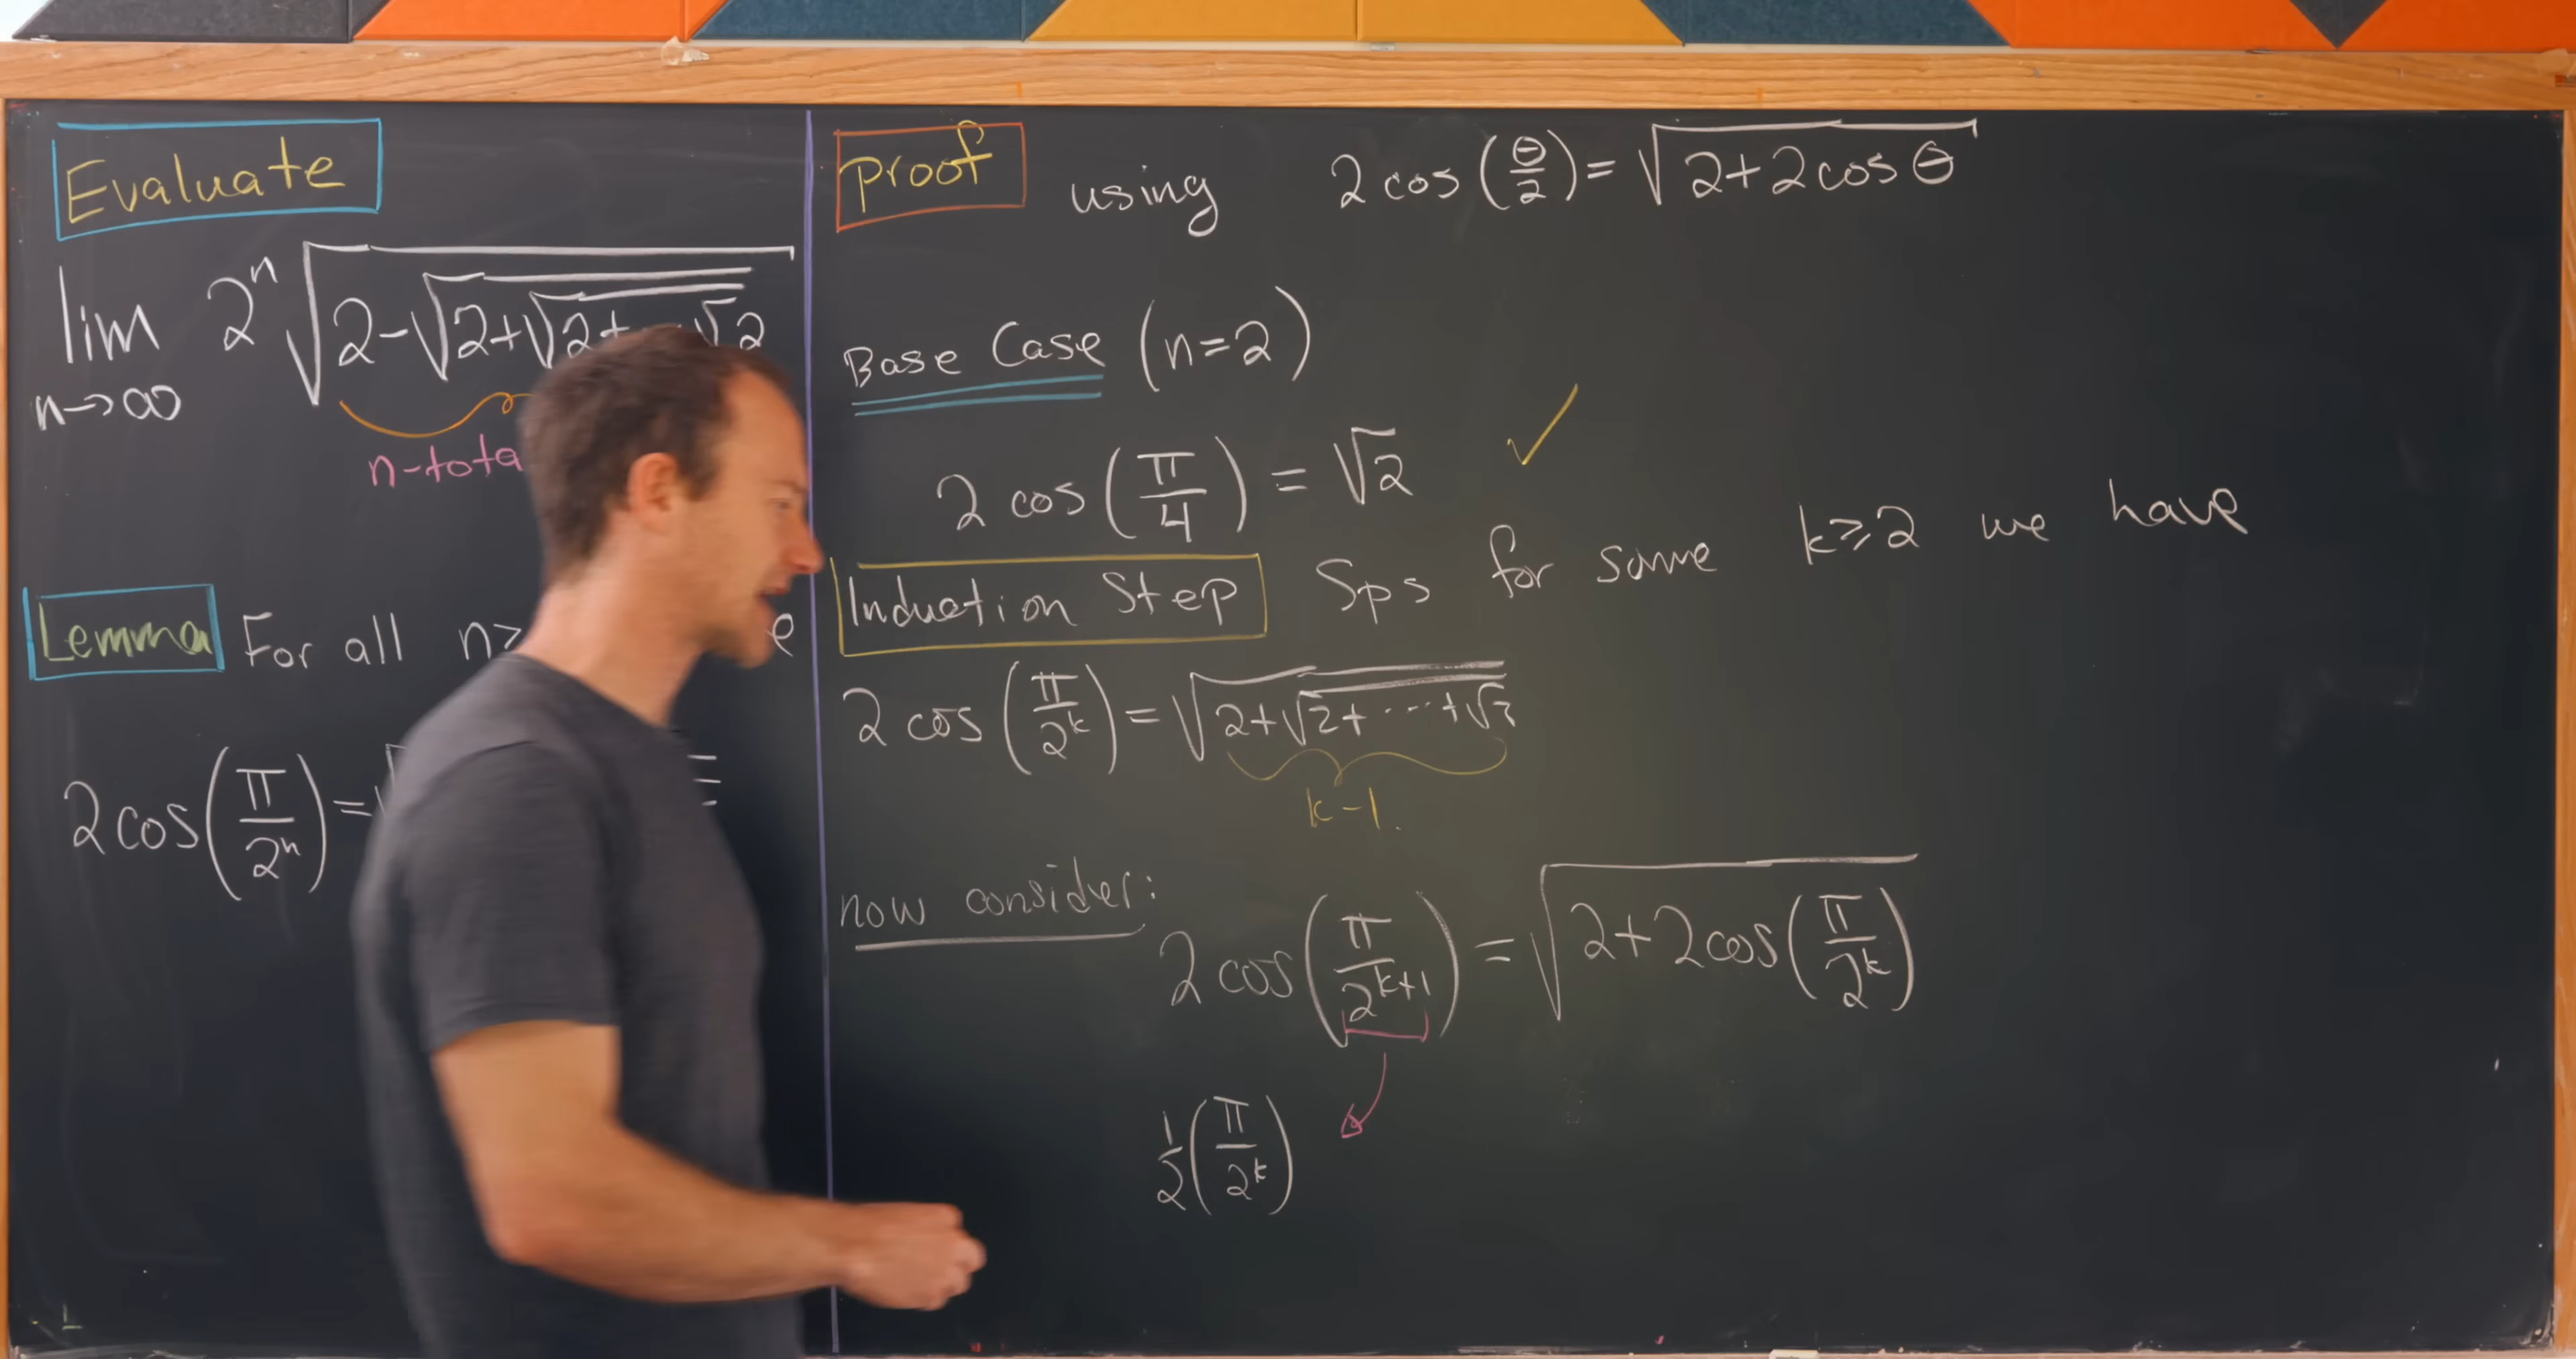 Evaluate
lim n→∞ 2^n √(2-√(2+√(2+ √2
n-tota
Lemma For all n≥
2cos(π/2^n)=√
Proof using 2cos(θ/2)=√(2+2cosθ)
Base Case (n=2)
2cos(π/4)=√2 ✓
Induction Step Sps for some k≥2 we have
2cos(π/2^k)=√(2+√(2+⋯+√2))
k-1.
now consider:
2cos(π/2^{k+1})=√(2+2cos(π/2^k))
1/2(π/2^k)